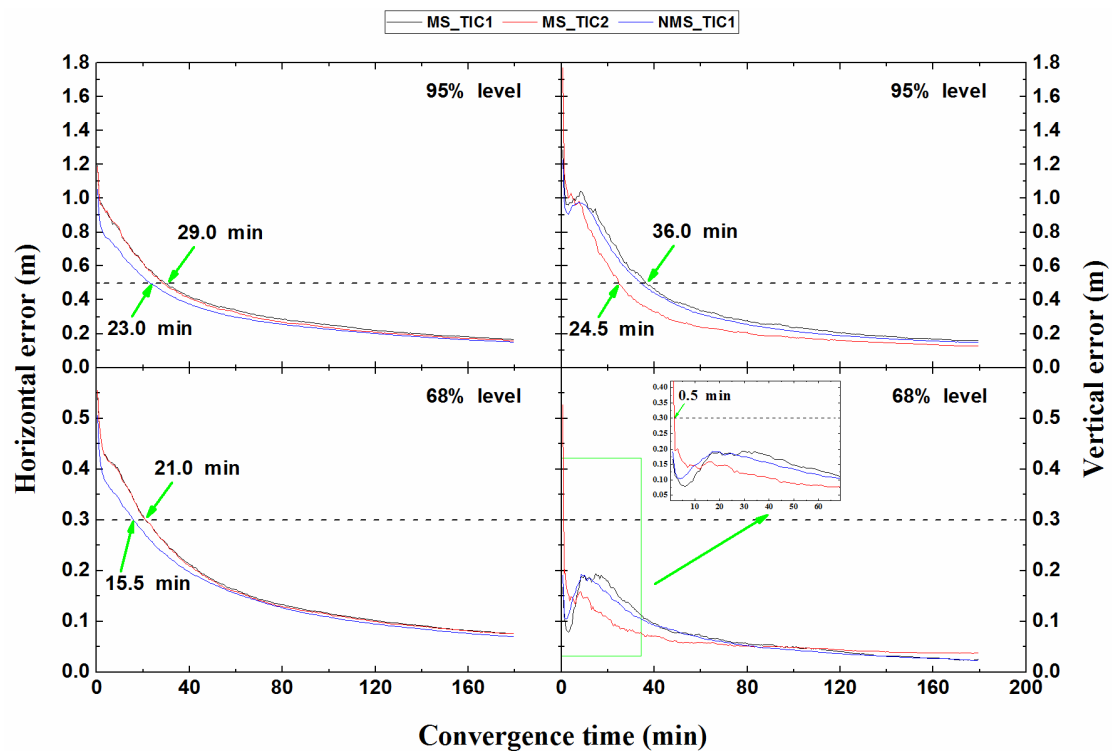 MS_TIC1 MS_TIC2 NMS_TIC1
Horizontal error (m)
1.8
1.6
1.4
1.2
1.0
0.8
0.6
0.4
0.2
0.0
95% level
29.0 min
23.0 min
95% level
36.0 min
24.5 min
1.8
1.6
1.4
1.2
1.0
0.8
0.6
0.4
0.2
0.0
Vertical error (m)
0.5
0.4
0.3
0.2
0.1
0.0
68% level
21.0 min
15.5 min
0 40 80 120 160
68% level
0.40
0.35
0.30
0.25
0.20
0.15
0.10
0.05
0.5 min
10 20 30 40 50 60
0.5
0.4
0.3
0.2
0.1
0.0
0 40 80 120 160 200
Convergence time (min)